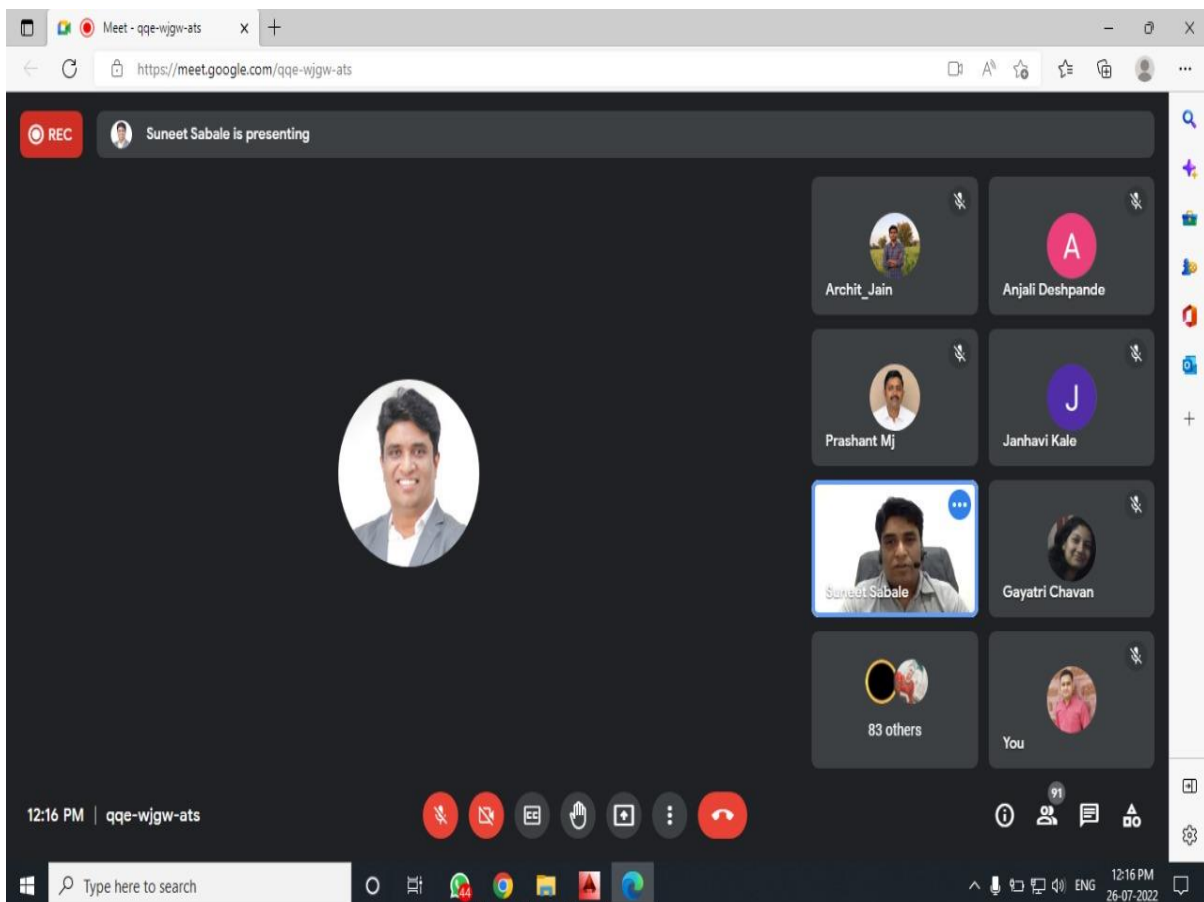 Meet - qqe-wjgw-ats
https://meet.google.com/qqe-wjgw-ats
REC
Suneet Sabale is presenting
Archit_Jain
A
Anjali Deshpande
Prashant Mj
J
Janhavi Kale
Suneet Sabale
Gayatri Chavan
83 others
You
12:16 PM | qqe-wjgw-ats
CC
91
Type here to search
44
ENG
12:16 PM
26-07-2022